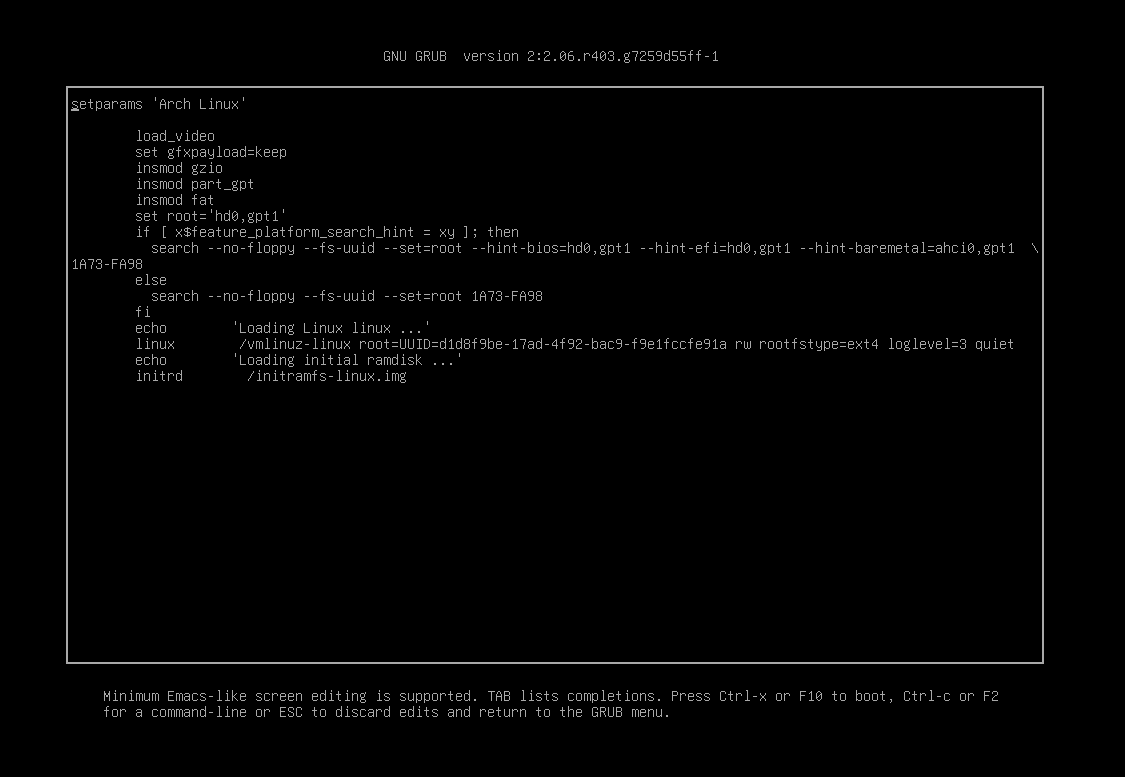 GNU GRUB  version 2:2.06.r403.g7259d55ff-1
setparams 'Arch Linux'
        load_video
        set gfxpayload=keep
        insmod gzio
        insmod part_gpt
        insmod fat
        set root='hd0,gpt1'
        if [ x$feature_platform_search_hint = xy ]; then
          search --no-floppy --fs-uuid --set=root --hint-bios=hd0,gpt1 --hint-efi=hd0,gpt1 --hint-baremetal=ahci0,gpt1  \
1A73-FA98
        else
          search --no-floppy --fs-uuid --set=root 1A73-FA98
        fi
        echo        'Loading Linux linux ...'
        linux        /vmlinuz-linux root=UUID=d1d8f9be-17ad-4f92-bac9-f9e1fccfe91a rw rootfstype=ext4 loglevel=3 quiet
        echo        'Loading initial ramdisk ...'
        initrd        /initramfs-linux.img
Minimum Emacs-like screen editing is supported. TAB lists completions. Press Ctrl-x or F10 to boot, Ctrl-c or F2
for a command-line or ESC to discard edits and return to the GRUB menu.